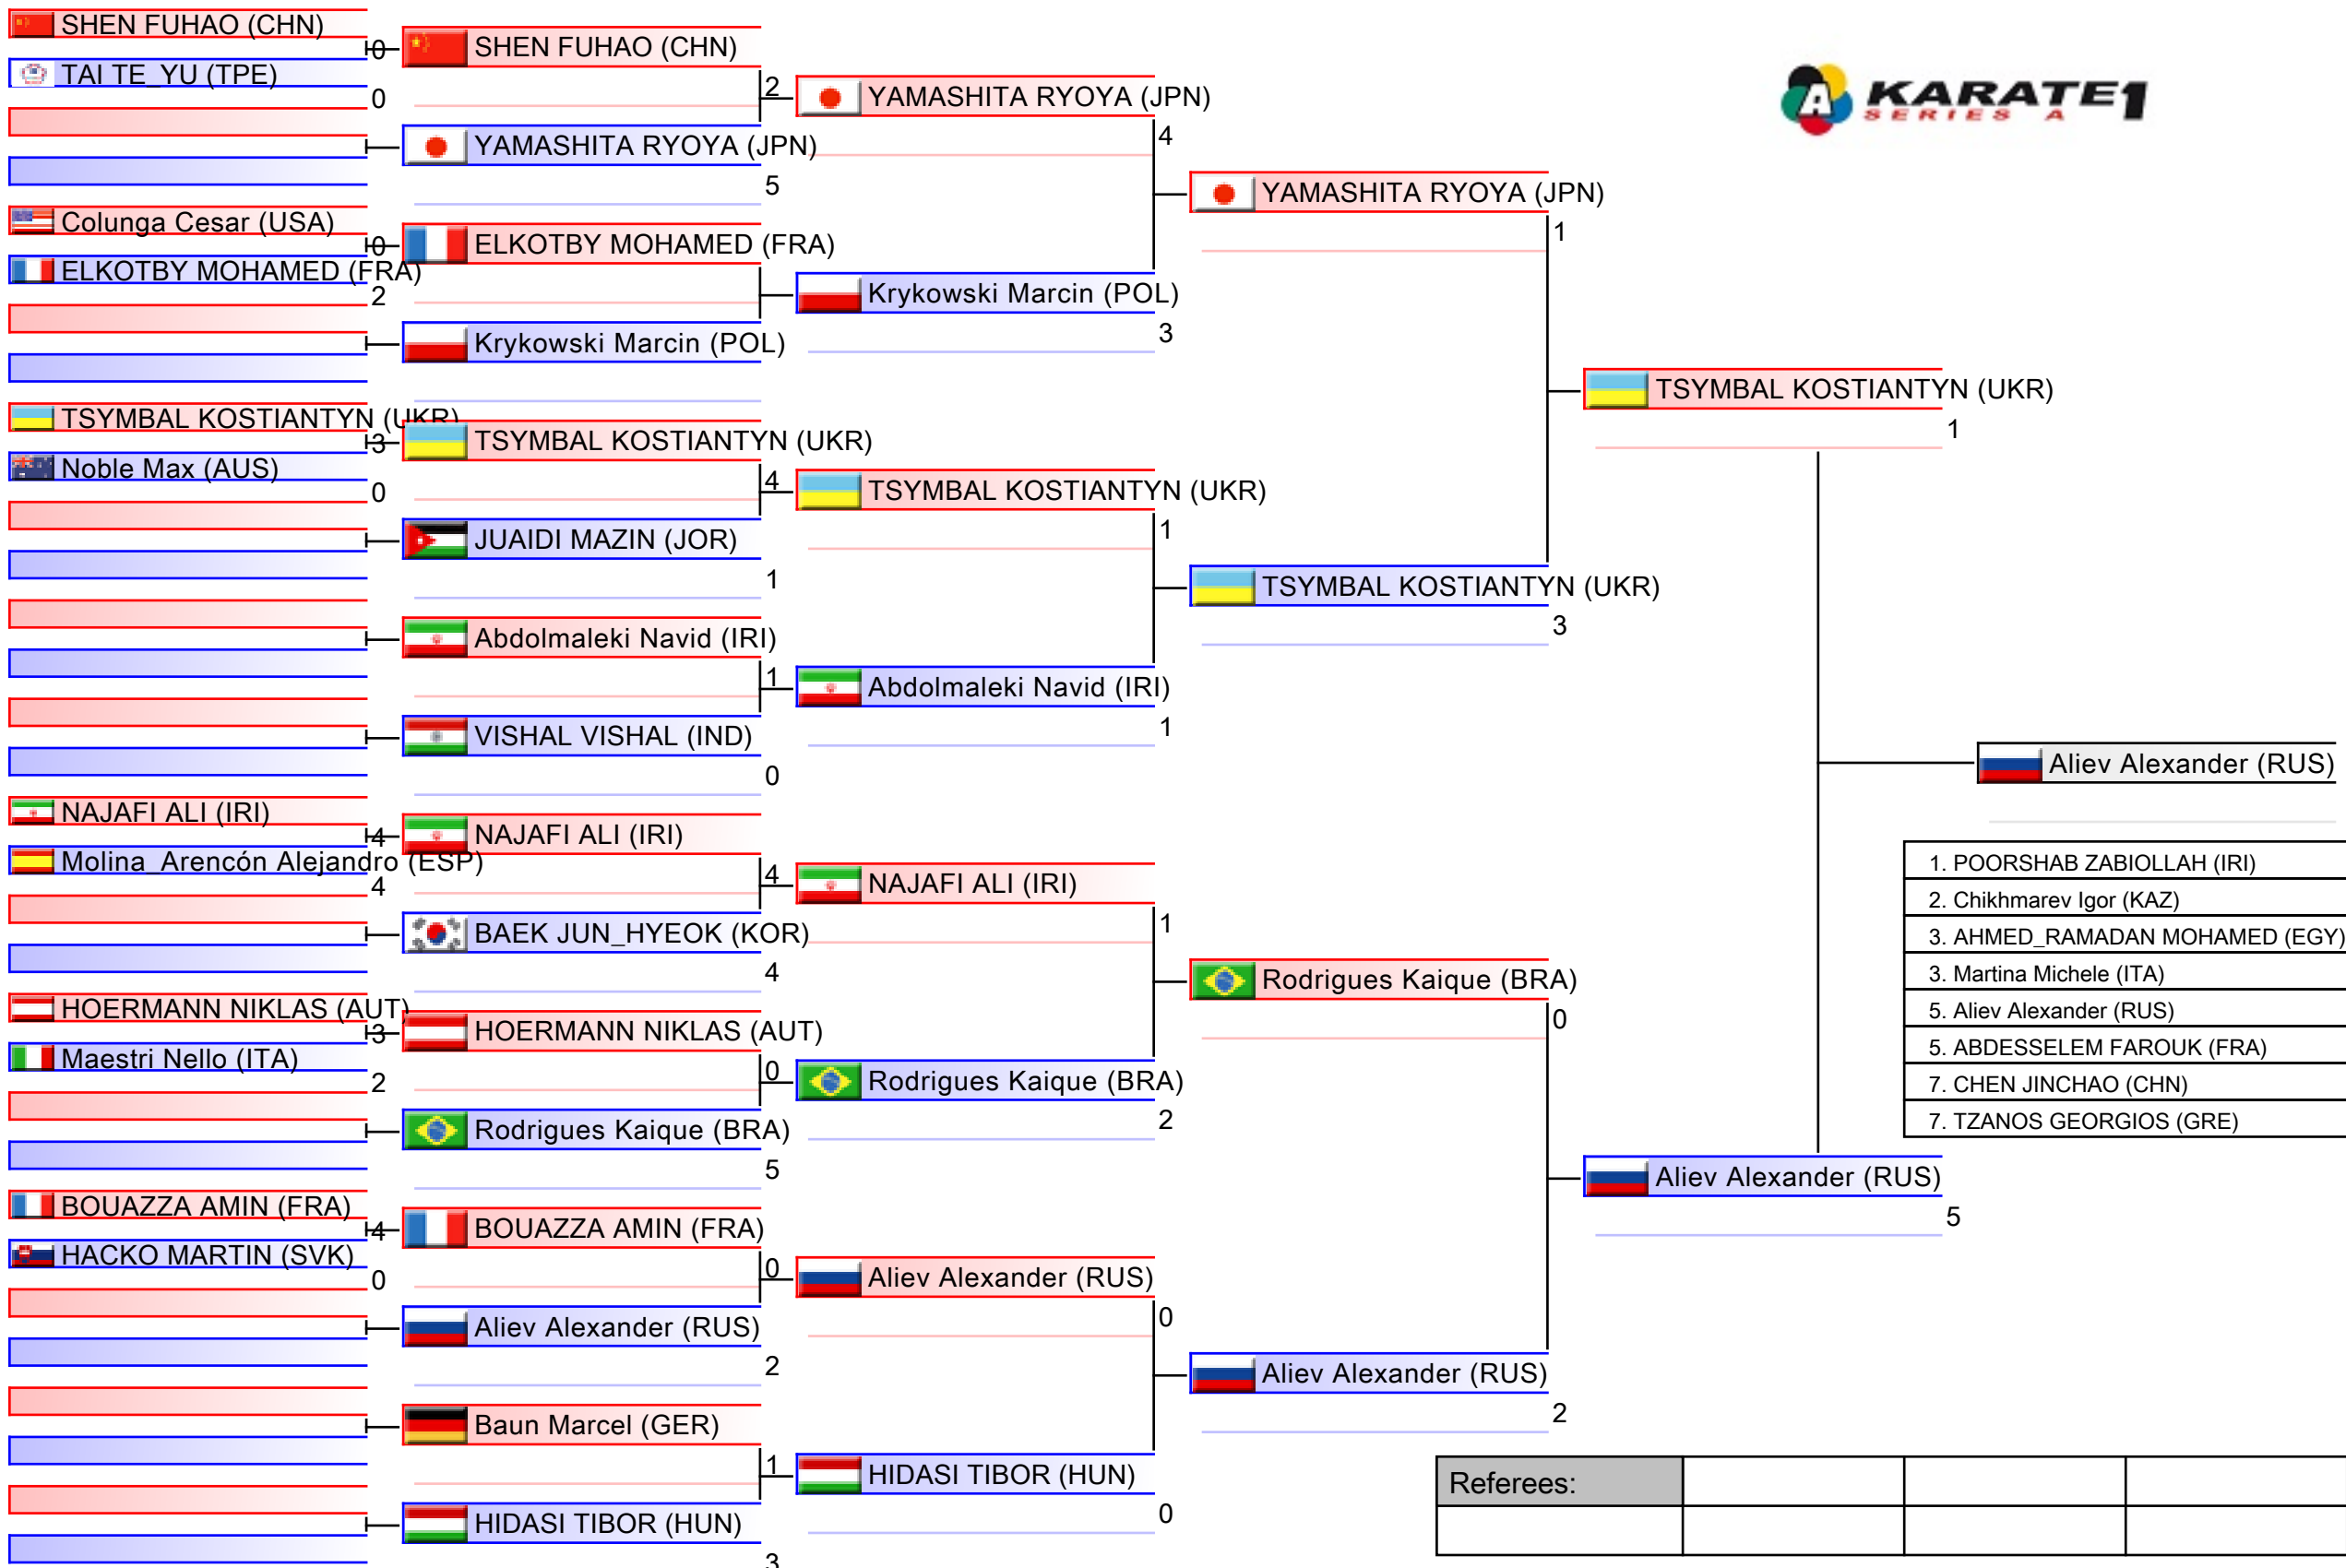 SHEN FUHAO (CHN)
0
TAI TE_YU (TPE)
0
Colunga Cesar (USA)
0
ELKOTBY MOHAMED (FRA)
2
TSYMBAL KOSTIANTYN (UKR)
3
Noble Max (AUS)
0
NAJAFI ALI (IRI)
4
Molina_Arencón Alejandro (ESP)
4
HOERMANN NIKLAS (AUT)
3
Maestri Nello (ITA)
2
BOUAZZA AMIN (FRA)
4
HACKO MARTIN (SVK)
0
SHEN FUHAO (CHN)
2
YAMASHITA RYOYA (JPN)
5
ELKOTBY MOHAMED (FRA)
Krykowski Marcin (POL)
TSYMBAL KOSTIANTYN (UKR)
4
JUAIDI MAZIN (JOR)
1
Abdolmaleki Navid (IRI)
1
VISHAL VISHAL (IND)
0
NAJAFI ALI (IRI)
4
BAEK JUN_HYEOK (KOR)
4
HOERMANN NIKLAS (AUT)
0
Rodrigues Kaique (BRA)
5
BOUAZZA AMIN (FRA)
0
Aliev Alexander (RUS)
2
Baun Marcel (GER)
1
HIDASI TIBOR (HUN)
3
YAMASHITA RYOYA (JPN)
4
Krykowski Marcin (POL)
3
TSYMBAL KOSTIANTYN (UKR)
1
Abdolmaleki Navid (IRI)
1
NAJAFI ALI (IRI)
1
Rodrigues Kaique (BRA)
2
Aliev Alexander (RUS)
0
HIDASI TIBOR (HUN)
0
YAMASHITA RYOYA (JPN)
1
TSYMBAL KOSTIANTYN (UKR)
3
Rodrigues Kaique (BRA)
0
Aliev Alexander (RUS)
2
TSYMBAL KOSTIANTYN (UKR)
1
Aliev Alexander (RUS)
5
A KARATE1
SERIES A
Aliev Alexander (RUS)
1. POORSHAB ZABIOLLAH (IRI)
2. Chikhmarev Igor (KAZ)
3. AHMED_RAMADAN MOHAMED (EGY)
3. Martina Michele (ITA)
5. Aliev Alexander (RUS)
5. ABDESSELEM FAROUK (FRA)
7. CHEN JINCHAO (CHN)
7. TZANOS GEORGIOS (GRE)
Referees: